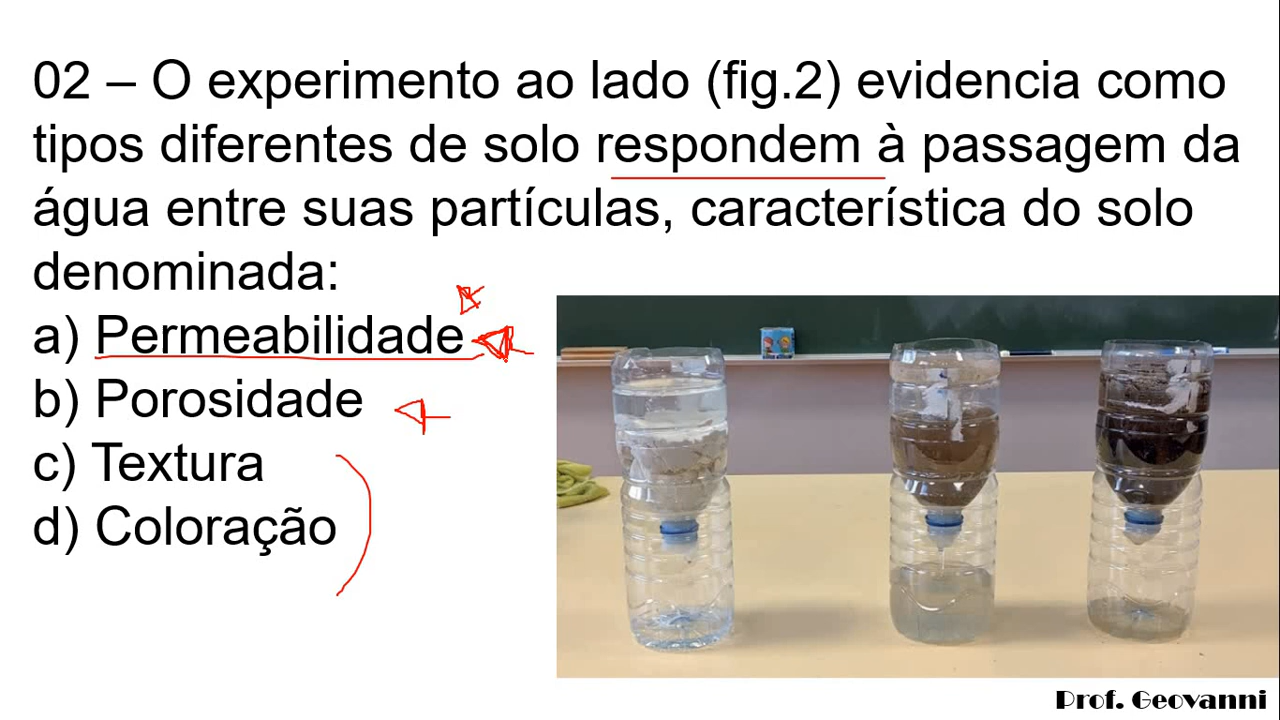 02 – O experimento ao lado (fig.2) evidencia como
tipos diferentes de solo respondem à passagem da
água entre suas partículas, característica do solo
denominada:
a) Permeabilidade
b) Porosidade
c) Textura
d) Coloração
Prof. Geovanni